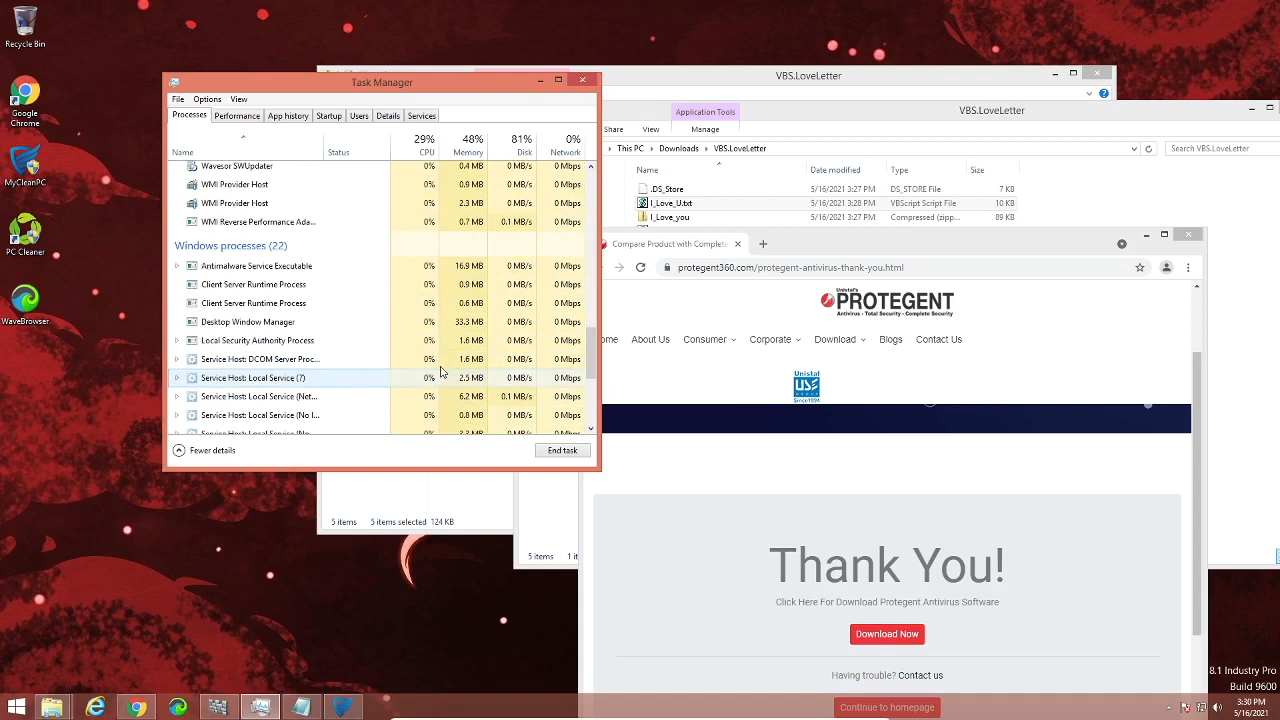 Recycle Bin
Google
Chrome
MyCleanPC
PC Cleaner
WaveBrowser
Task Manager
File Options View
Processes Performance App history Startup Users Details Services
29% 48% 81% 0%
Name Status CPU Memory Disk Network
Wavesor SWUpdater 0% 0.4 MB 0 MB/s 0 Mbps
WMI Provider Host 0% 0.9 MB 0 MB/s 0 Mbps
WMI Provider Host 0% 2.3 MB 0 MB/s 0 Mbps
WMI Reverse Performance Ada... 0% 0.7 MB 0.1 MB/s 0 Mbps
Windows processes (22)
Antimalware Service Executable 0% 16.9 MB 0 MB/s 0 Mbps
Client Server Runtime Process 0% 0.9 MB 0 MB/s 0 Mbps
Client Server Runtime Process 0% 0.6 MB 0 MB/s 0 Mbps
Desktop Window Manager 0% 33.3 MB 0 MB/s 0 Mbps
Local Security Authority Process 0% 1.6 MB 0 MB/s 0 Mbps
Service Host: DCOM Server Proc... 0% 1.6 MB 0 MB/s 0 Mbps
Service Host: Local Service (7) 0% 2.5 MB 0 MB/s 0 Mbps
Service Host: Local Service (Net... 0% 6.2 MB 0.1 MB/s 0 Mbps
Service Host: Local Service (No I... 0% 0.8 MB 0 MB/s 0 Mbps
Service Host: Local Service (No
Fewer details End task
5 items 5 items selected 124 KB
VBS.LoveLetter
Application Tools VBS.LoveLetter
Share View Manage
This PC Downloads VBS.LoveLetter Search VBS.LoveLetter
Name Date modified Type Size
.DS_Store 5/16/2021 3:27 PM DS_STORE File 7 KB
I_Love_U.txt 5/16/2021 3:28 PM VBScript Script File 10 KB
I_Love_you 5/16/2021 3:27 PM Compressed (zipp... 89 KB
5 items 1 it
Compare Product with Complete
protegent360.com/protegent-antivirus-thank-you.html
Unistal's
PROTEGENT
Antivirus - Total Security - Complete Security
ome About Us Consumer Corporate Download Blogs Contact Us
Unistal
USE
Since1994
Thank You!
Click Here For Download Protegent Antivirus Software
Download Now
Having trouble? Contact us
Continue to homepage
8.1 Industry Pro
Build 9600
3:30 PM
5/16/2021